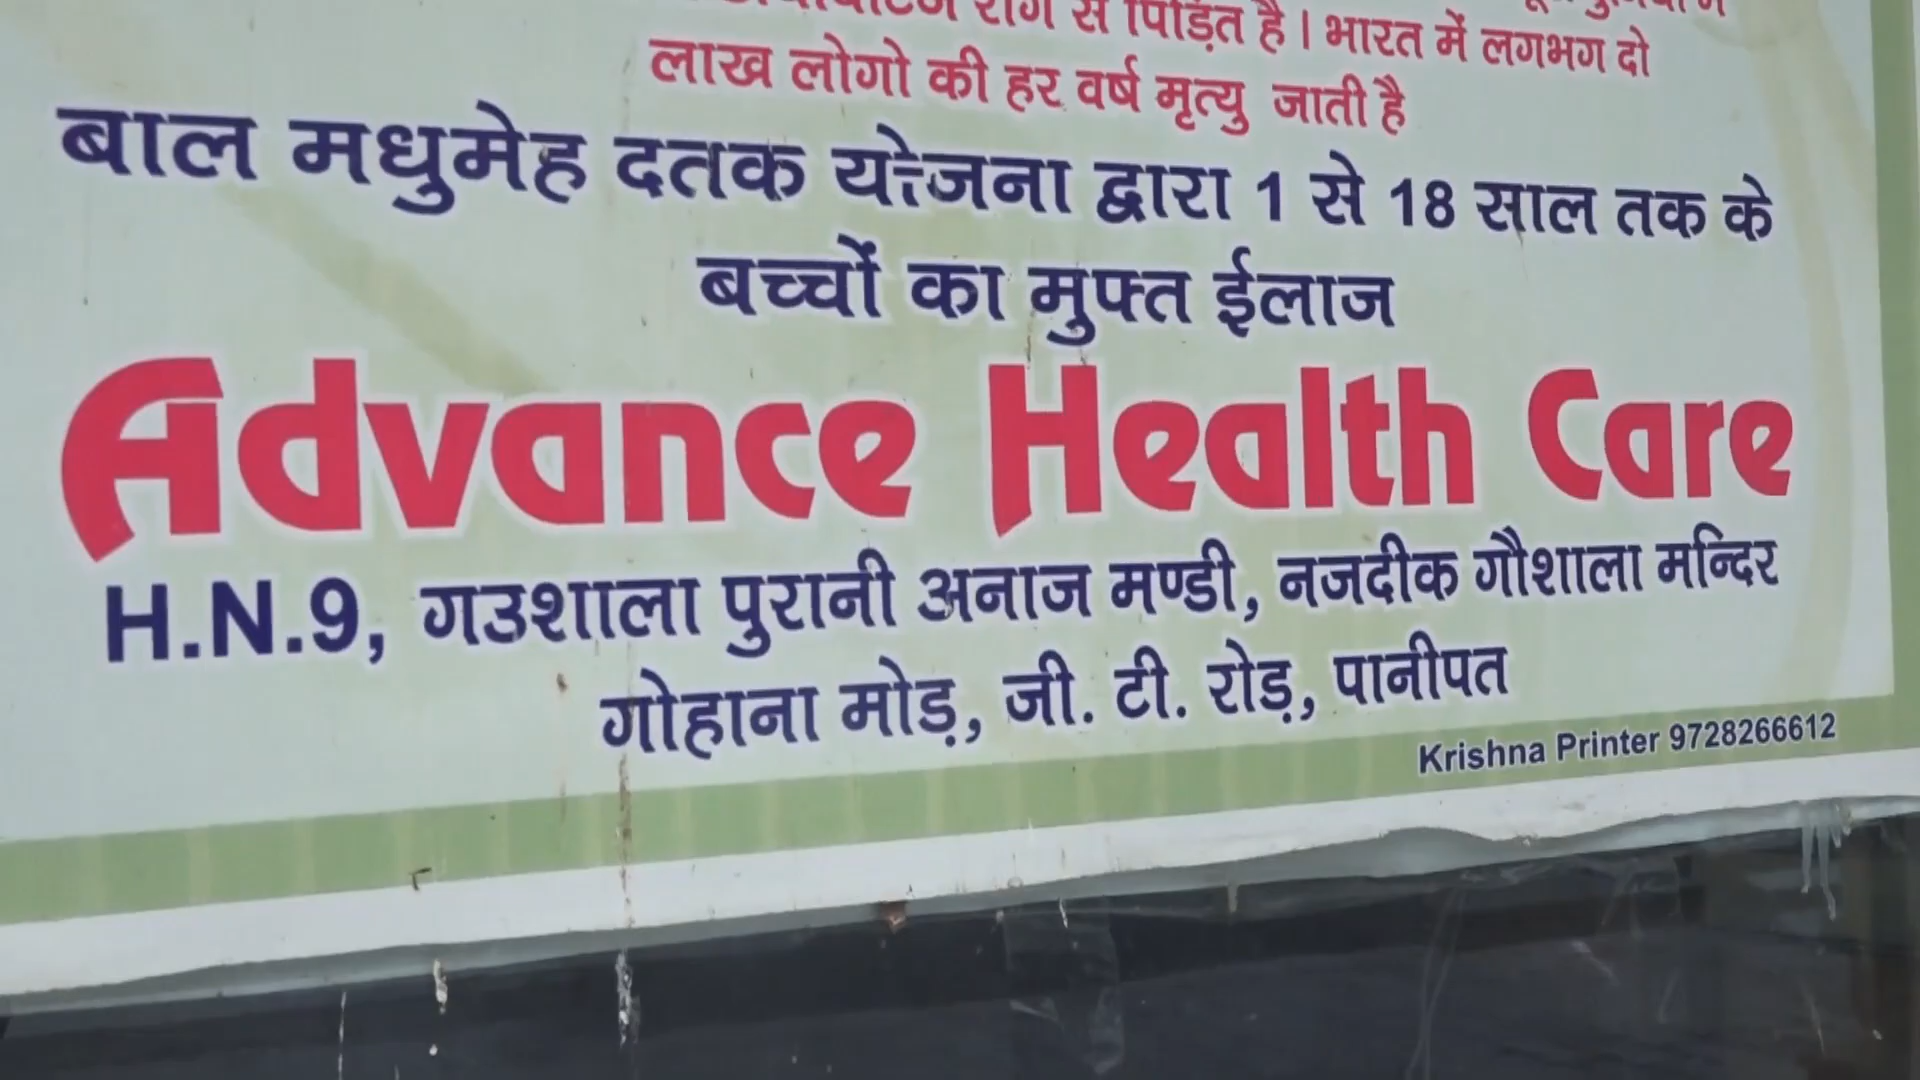 रोग से पिड़ित है । भारत में लगभग दो
लाख लोगो की हर वर्ष मृत्यु जाती है
बाल मधुमेह दतक योजना द्वारा 1 से 18 साल तक के
बच्चों का मुफ्त ईलाज
Advance Health Care
H.N.9, गउशाला पुरानी अनाज मण्डी, नजदीक गौशाला मन्दिर
गोहाना मोड़, जी. टी. रोड़, पानीपत
Krishna Printer 9728266612